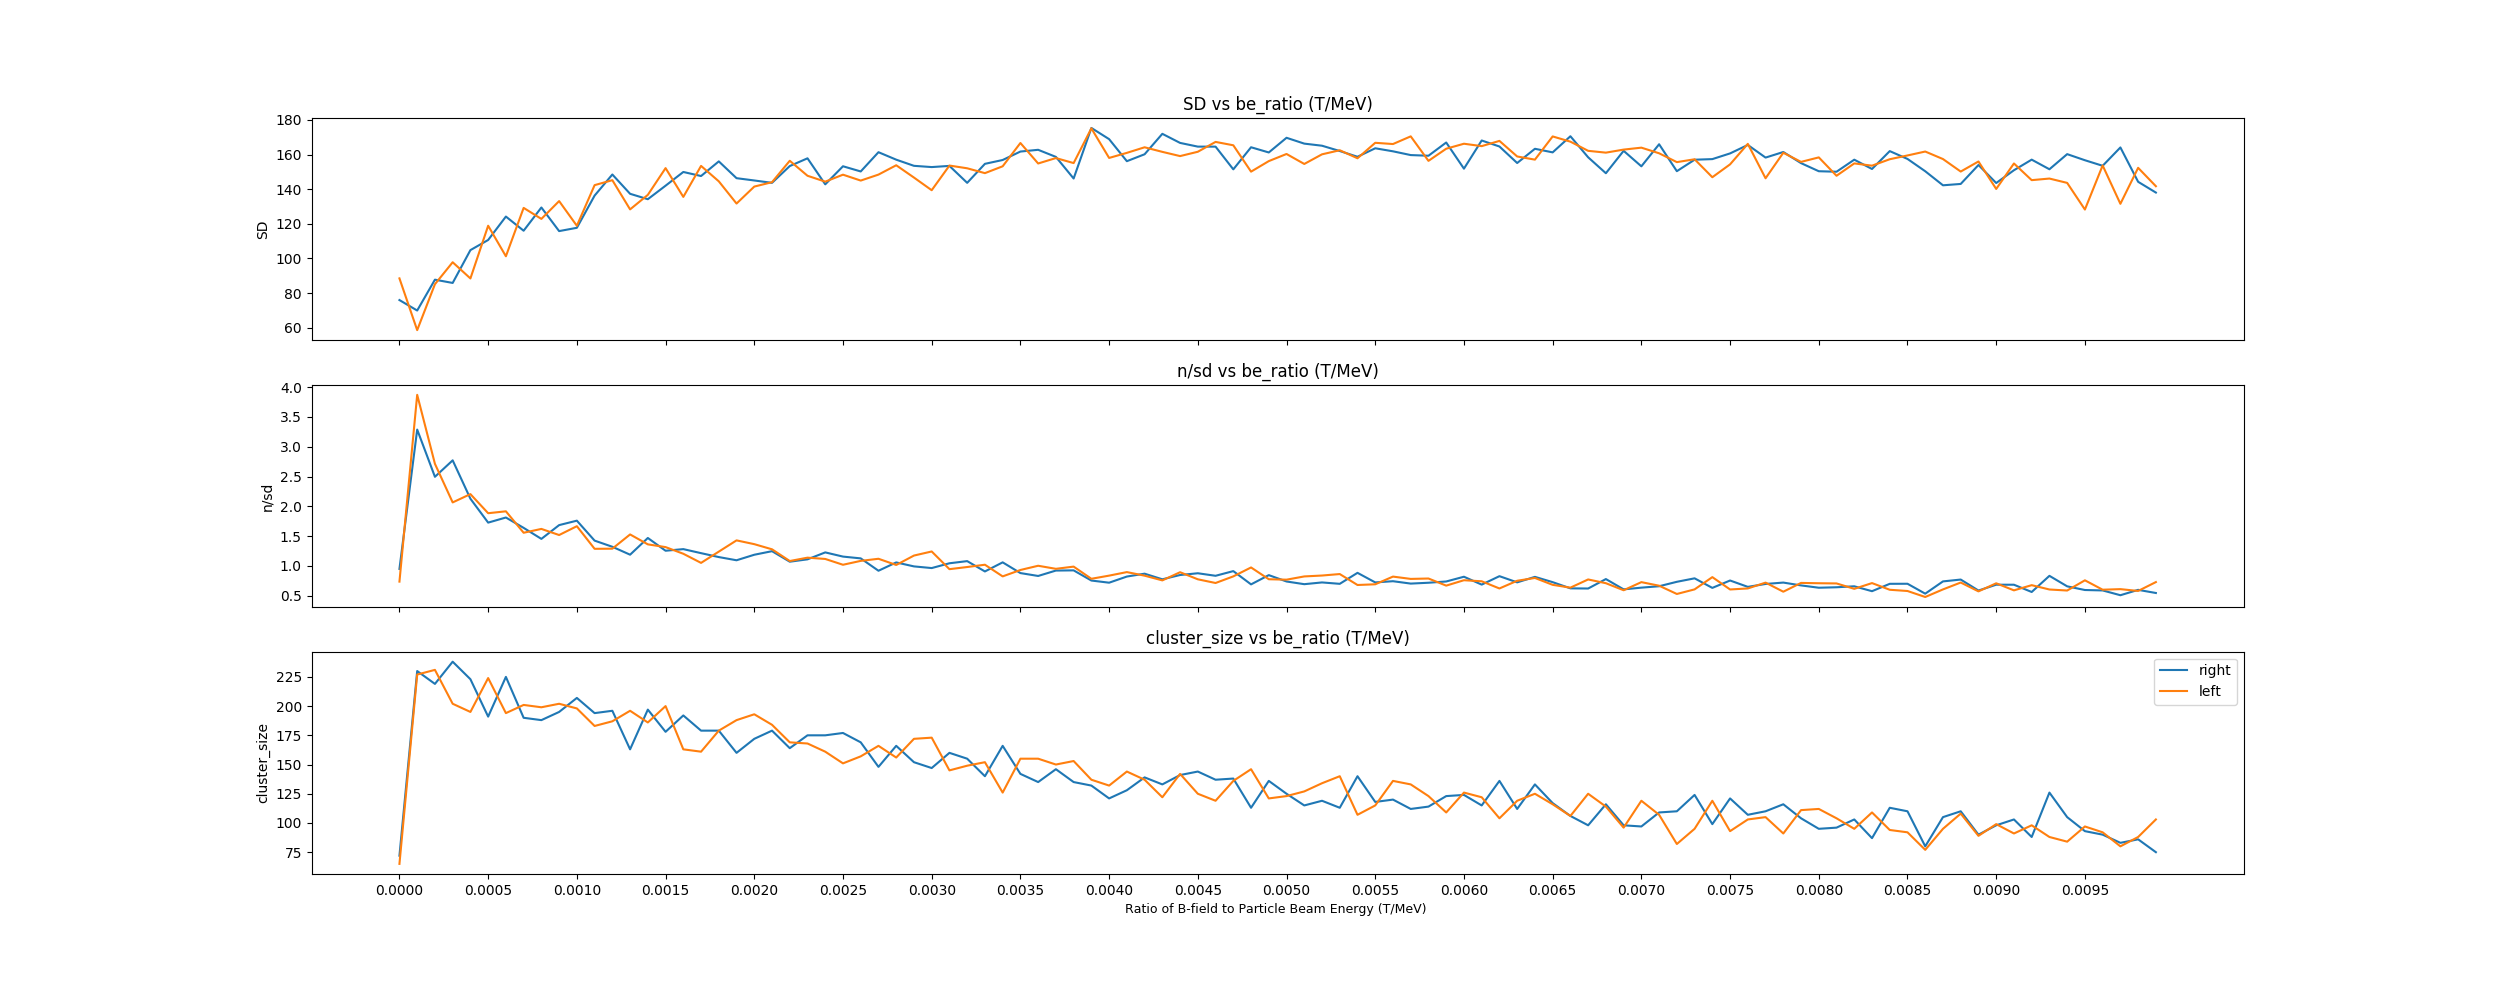 SD vs be_ratio (T/MeV)
180
160
140
120
100
80
60
SD
n/sd vs be_ratio (T/MeV)
4.0
3.5
3.0
2.5
2.0
1.5
1.0
0.5
n/sd
cluster_size vs be_ratio (T/MeV)
225
200
175
150
125
100
75
cluster_size
right
left
0.0000 0.0005 0.0010 0.0015 0.0020 0.0025 0.0030 0.0035 0.0040 0.0045 0.0050 0.0055 0.0060 0.0065 0.0070 0.0075 0.0080 0.0085 0.0090 0.0095
Ratio of B-field to Particle Beam Energy (T/MeV)